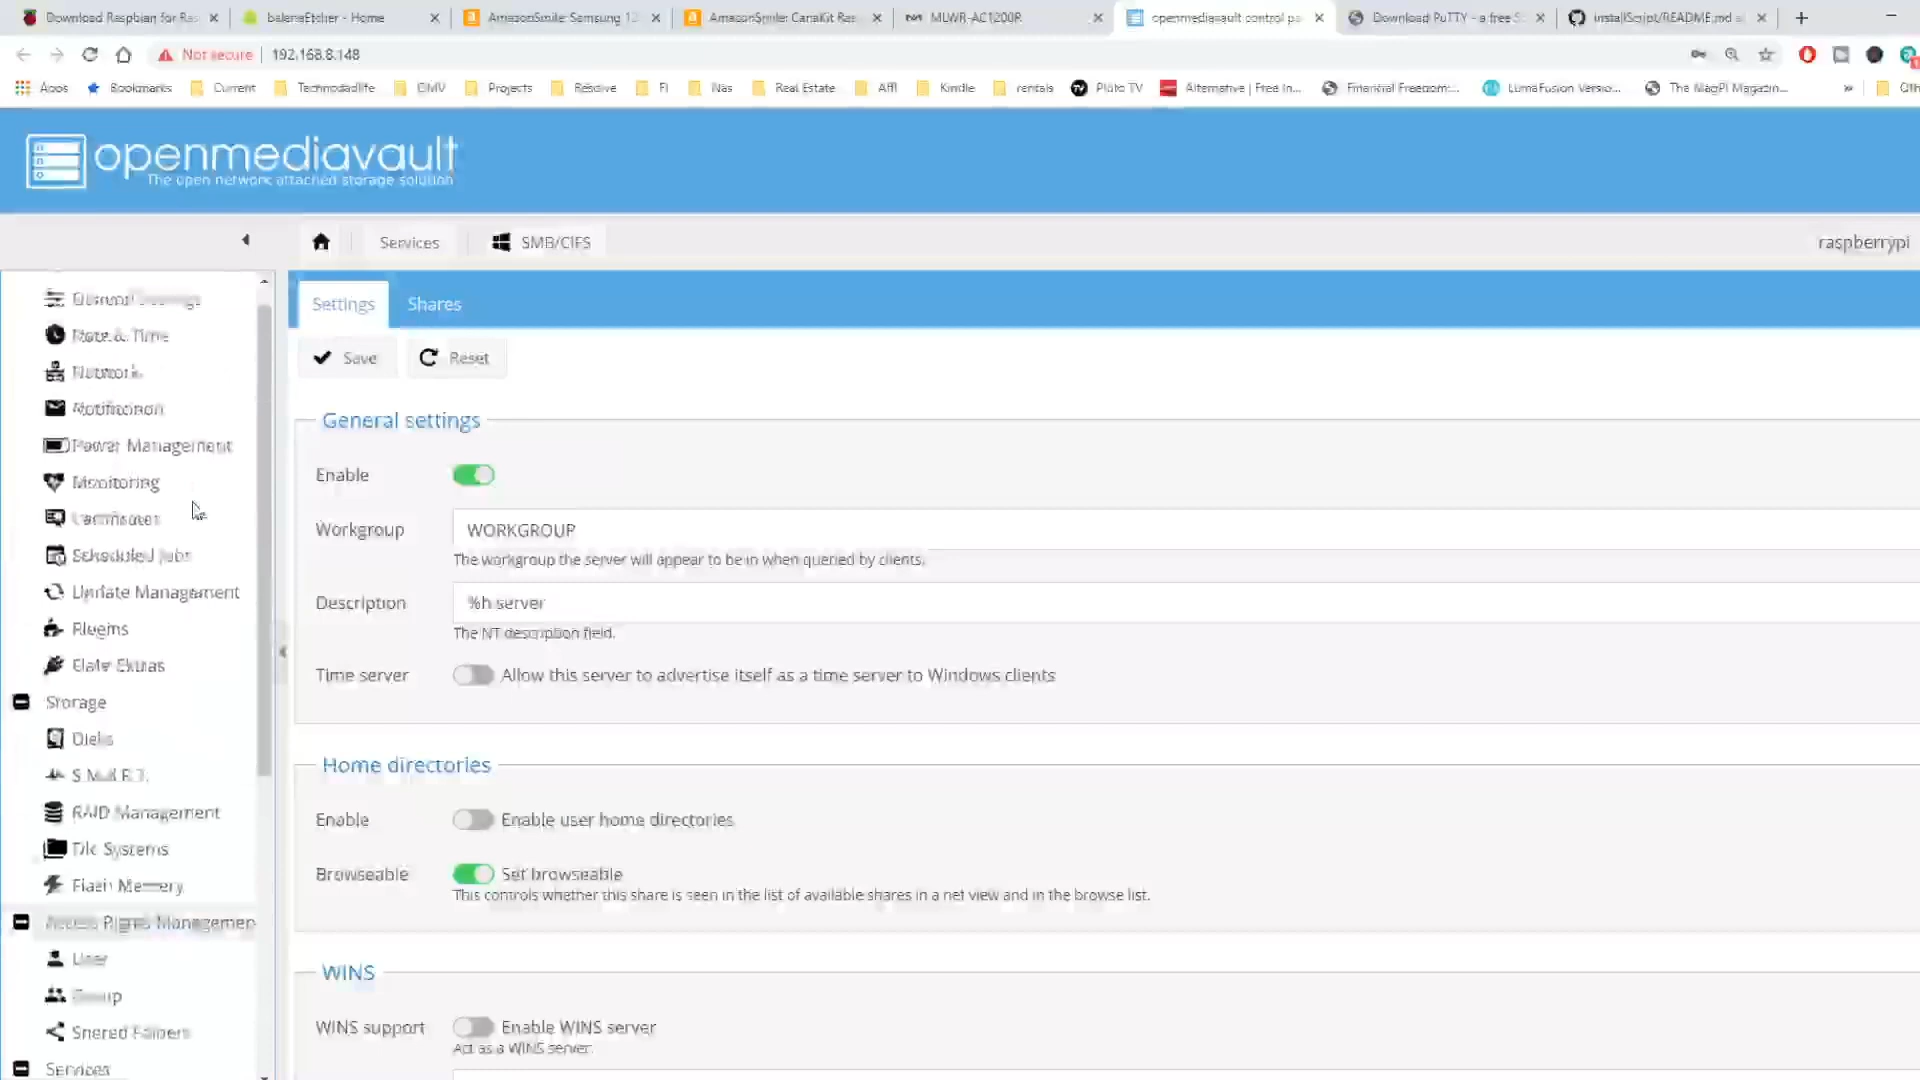 Download Raspbian for Ras
balenaEtcher - Home
AmazonSmile: Samsung 12
AmazonSmile: CanaKit Ras
MLWR-AC1200R
openmediavault control pa
Download PuTTY - a free S
installScript/README.md a
Not secure
192.168.8.148
Apps
Bookmarks
Current
Technodadlife
OMV
Projects
Resolve
FI
Nas
Real Estate
Affl
Kindle
rentals
Pluto TV
Alternative | Free In...
Financial Freedom:...
LumaFusion Versio...
The MagPi Magazin...
»
openmediavault
The open network attached storage solution
Services
SMB/CIFS
raspberrypi
General Settings
Date & Time
Network
Notification
Power Management
Monitoring
Certificates
Scheduled Jobs
Update Management
Plugins
Storage
Disks
S.M.A.R.T.
RAID Management
File Systems
Flash Memory
Access Rights Managemen
User
Group
Shared Folders
Services
Settings
Shares
Save
Reset
General settings
Enable
Workgroup
WORKGROUP
The workgroup the server will appear to be in when queried by clients.
Description
%h server
The NT description field.
Time server
Allow this server to advertise itself as a time server to Windows clients
Home directories
Enable
Enable user home directories
Browseable
Set browseable
This controls whether this share is seen in the list of available shares in a net view and in the browse list.
WINS
WINS support
Enable WINS server
Act as a WINS server.